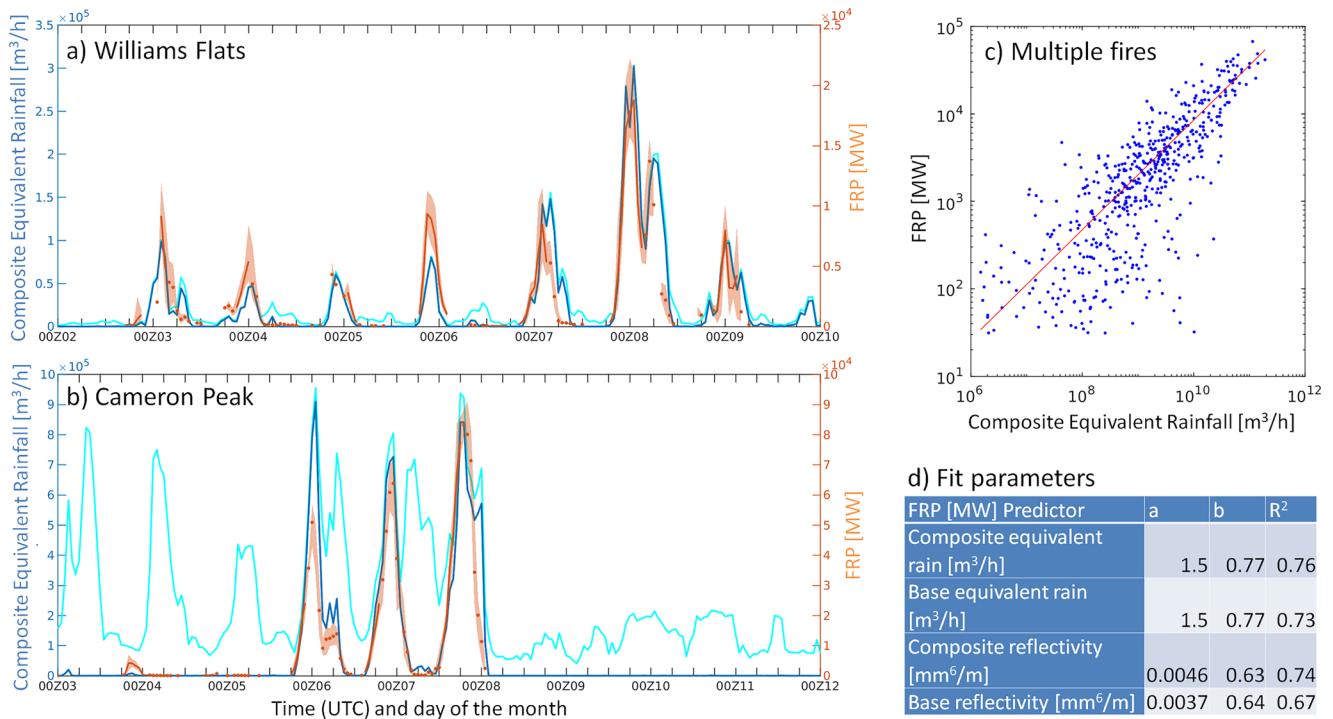 ×10⁵
×10⁴
a) Williams Flats
Composite Equivalent Rainfall [m³/h]
3.5
3
2.5
2
1.5
1
0.5
0
FRP [MW]
2.5
2
1.5
1
0.5
0
00Z02 00Z03 00Z04 00Z05 00Z06 00Z07 00Z08 00Z09 00Z10
×10⁵
×10⁴
b) Cameron Peak
Composite Equivalent Rainfall [m³/h]
10
9
8
7
6
5
4
3
2
1
0
FRP [MW]
10
9
8
7
6
5
4
3
2
1
0
00Z03 00Z04 00Z05 00Z06 00Z07 00Z08 00Z09 00Z10 00Z11 00Z12
Time (UTC) and day of the month
c) Multiple fires
FRP [MW]
10⁵
10⁴
10³
10²
10¹
10⁶ 10⁸ 10¹⁰ 10¹²
Composite Equivalent Rainfall [m³/h]
d) Fit parameters
FRP [MW] Predictor a b R²
Composite equivalent
rain [m³/h] 1.5 0.77 0.76
Base equivalent rain
[m³/h] 1.5 0.77 0.73
Composite reflectivity
[mm⁶/m] 0.0046 0.63 0.74
Base reflectivity [mm⁶/m] 0.0037 0.64 0.67